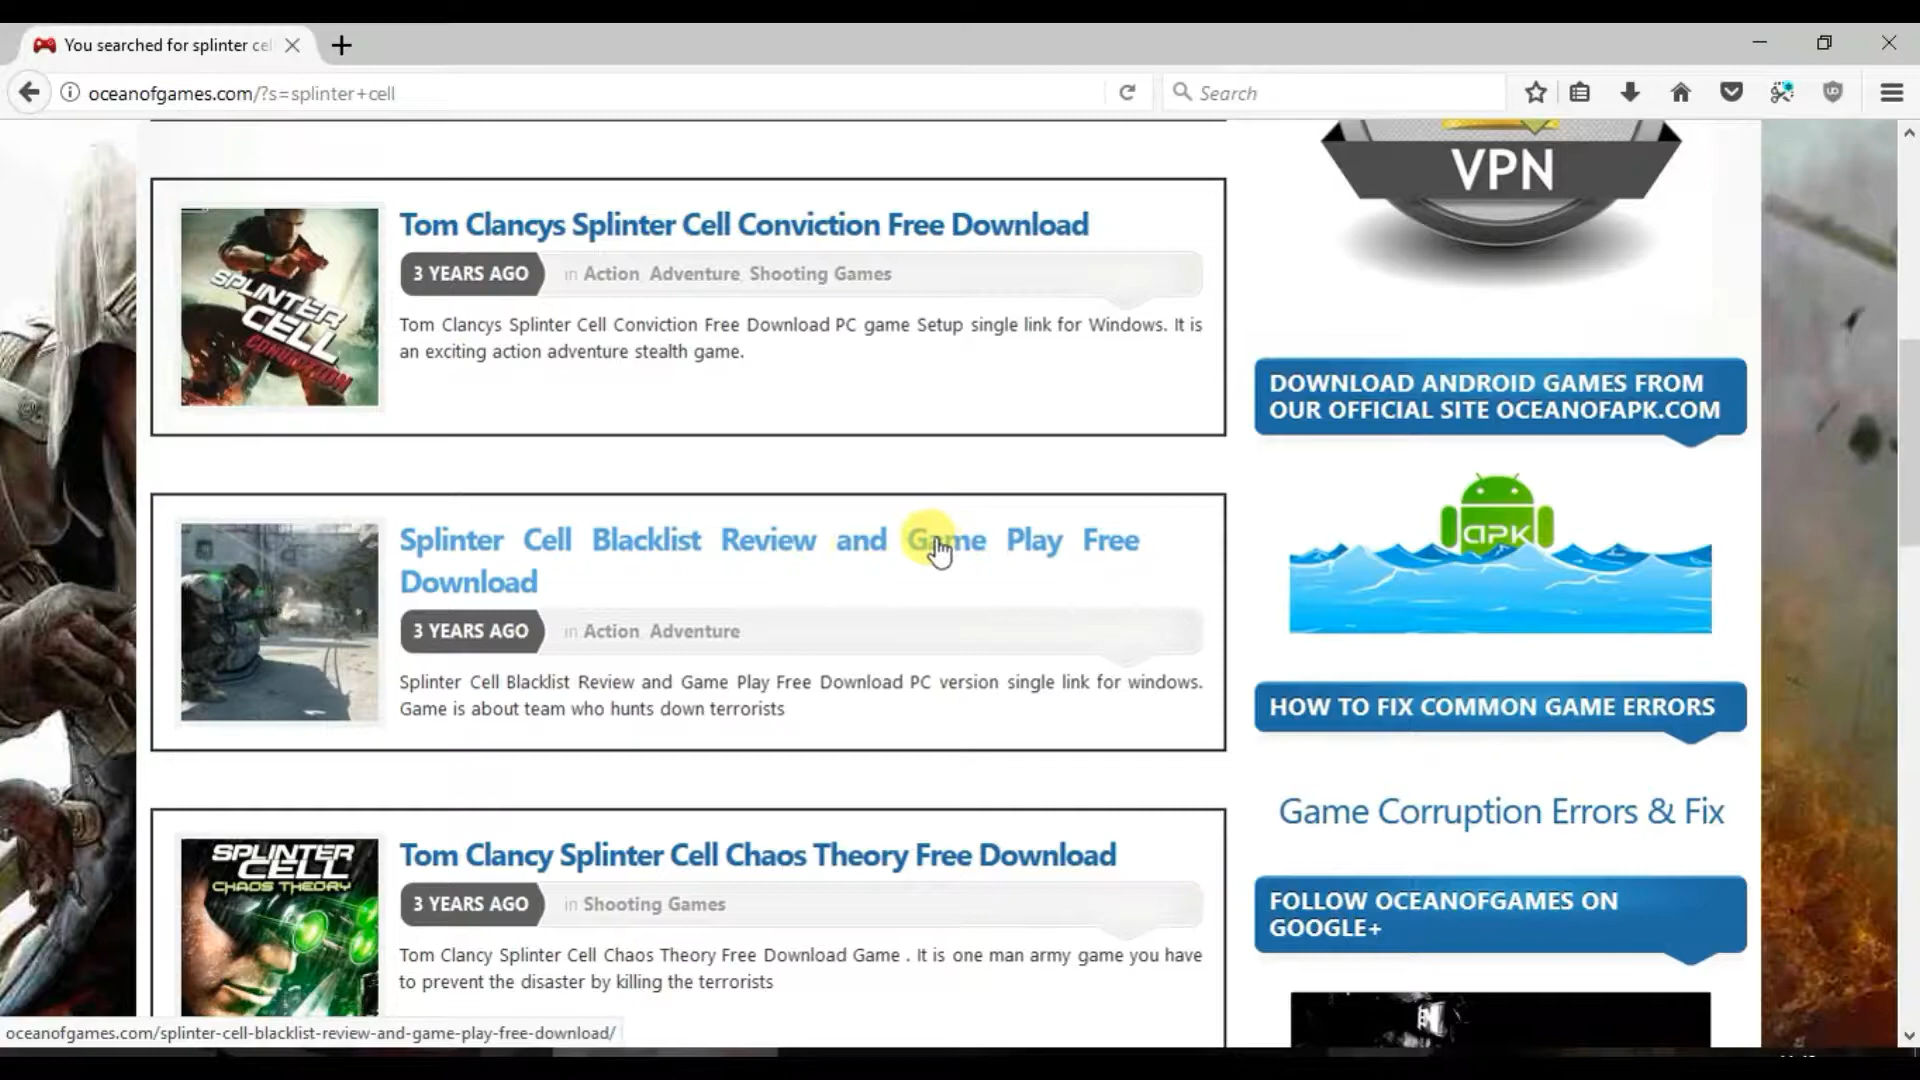 You searched for splinter cel
oceanofgames.com/?s=splinter+cell
Search
VPN
Tom Clancys Splinter Cell Conviction Free Download
3 YEARS AGO
in Action Adventure Shooting Games
Tom Clancys Splinter Cell Conviction Free Download PC game Setup single link for Windows. It is
an exciting action adventure stealth game.
SPLINTER
CELL
CONVICTION
DOWNLOAD ANDROID GAMES FROM
OUR OFFICIAL SITE OCEANOFAPK.COM
apk
Splinter Cell Blacklist Review and Game Play Free
Download
3 YEARS AGO
in Action Adventure
Splinter Cell Blacklist Review and Game Play Free Download PC version single link for windows.
Game is about team who hunts down terrorists
HOW TO FIX COMMON GAME ERRORS
Game Corruption Errors & Fix
SPLINTER
CELL
CHAOS THEORY
Tom Clancy Splinter Cell Chaos Theory Free Download
3 YEARS AGO
in Shooting Games
Tom Clancy Splinter Cell Chaos Theory Free Download Game . It is one man army game you have
to prevent the disaster by killing the terrorists
FOLLOW OCEANOFGAMES ON
GOOGLE+
oceanofgames.com/splinter-cell-blacklist-review-and-game-play-free-download/